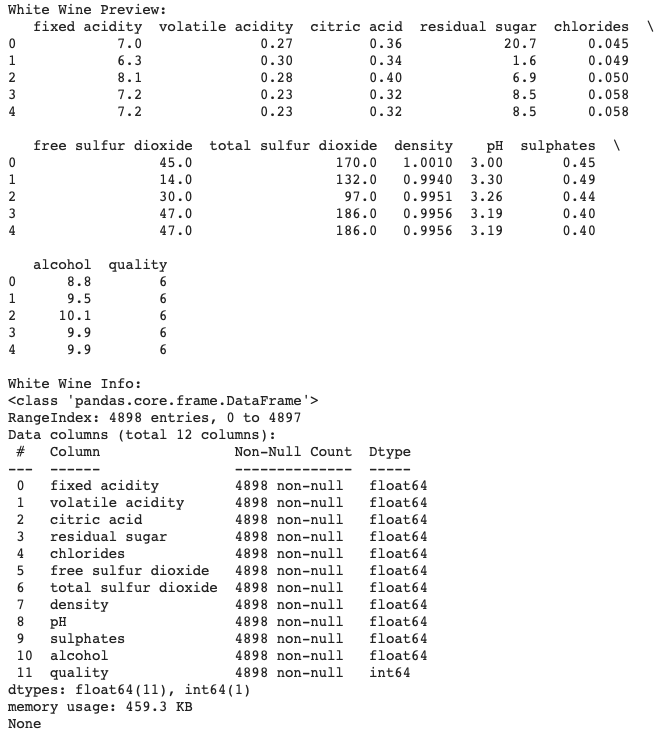 White Wine Preview:
   fixed acidity  volatile acidity  citric acid  residual sugar  chlorides  \
0            7.0              0.27         0.36            20.7      0.045
1            6.3              0.30         0.34             1.6      0.049
2            8.1              0.28         0.40             6.9      0.050
3            7.2              0.23         0.32             8.5      0.058
4            7.2              0.23         0.32             8.5      0.058

   free sulfur dioxide  total sulfur dioxide  density    pH  sulphates  \
0                 45.0                 170.0   1.0010  3.00       0.45
1                 14.0                 132.0   0.9940  3.30       0.49
2                 30.0                  97.0   0.9951  3.26       0.44
3                 47.0                 186.0   0.9956  3.19       0.40
4                 47.0                 186.0   0.9956  3.19       0.40

   alcohol  quality
0      8.8        6
1      9.5        6
2     10.1        6
3      9.9        6
4      9.9        6

White Wine Info:
<class 'pandas.core.frame.DataFrame'>
RangeIndex: 4898 entries, 0 to 4897
Data columns (total 12 columns):
 #   Column                Non-Null Count  Dtype
---  ------                --------------  -----
 0   fixed acidity         4898 non-null   float64
 1   volatile acidity      4898 non-null   float64
 2   citric acid           4898 non-null   float64
 3   residual sugar        4898 non-null   float64
 4   chlorides             4898 non-null   float64
 5   free sulfur dioxide   4898 non-null   float64
 6   total sulfur dioxide  4898 non-null   float64
 7   density               4898 non-null   float64
 8   pH                    4898 non-null   float64
 9   sulphates             4898 non-null   float64
 10  alcohol               4898 non-null   float64
 11  quality               4898 non-null   int64
dtypes: float64(11), int64(1)
memory usage: 459.3 KB
None